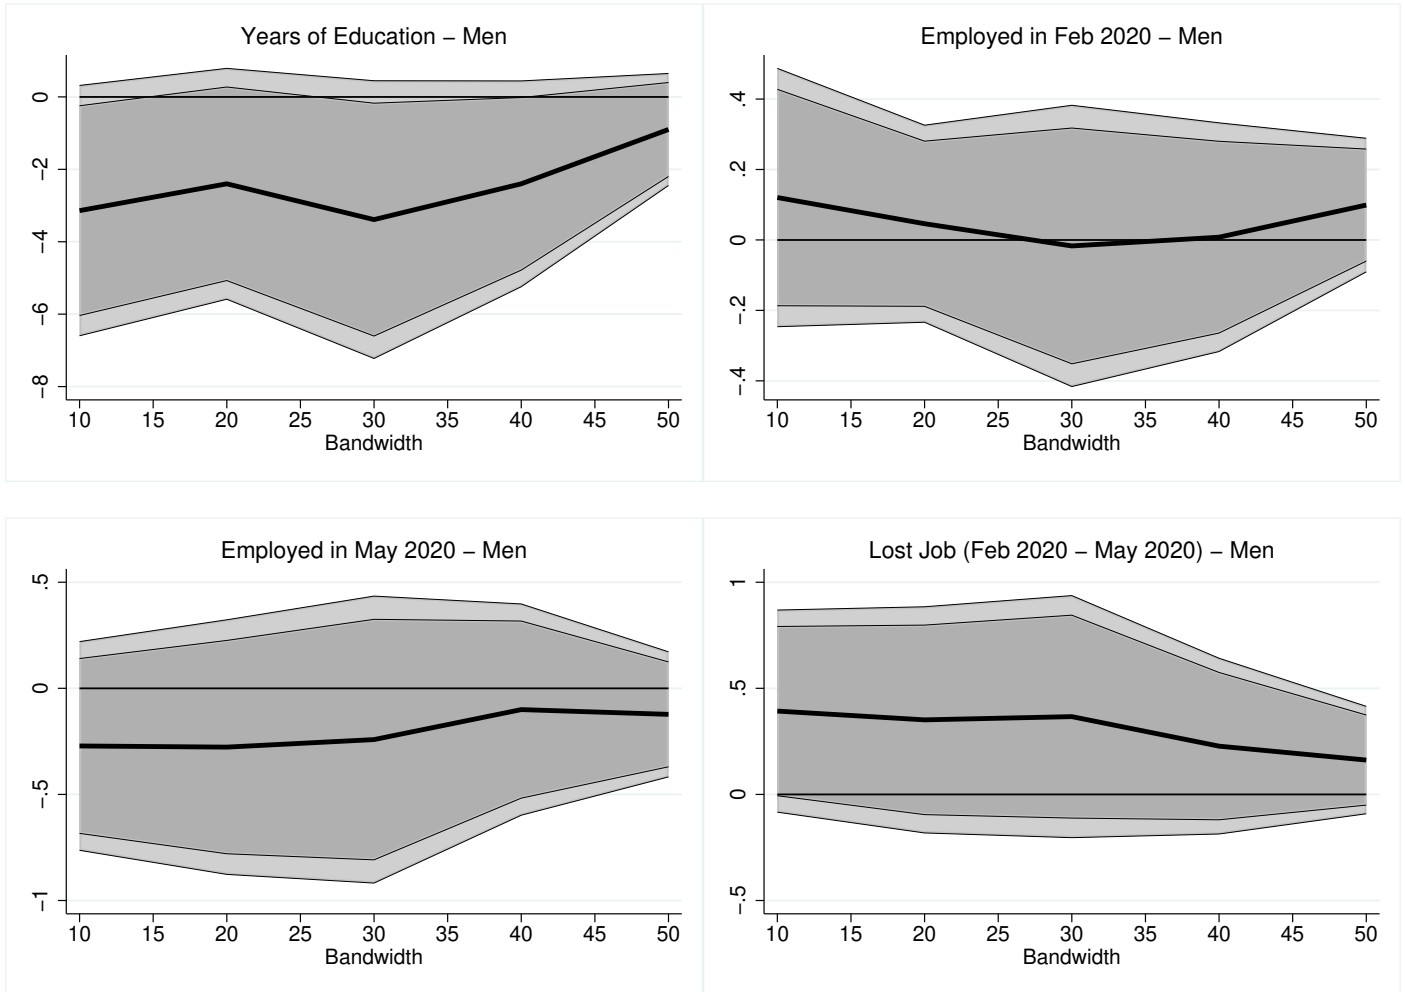 Years of Education – Men
0
−2
−4
−6
−8
10 15 20 25 30 35 40 45 50
Bandwidth
Employed in Feb 2020 – Men
.4
.2
0
−.2
−.4
10 15 20 25 30 35 40 45 50
Bandwidth
Employed in May 2020 – Men
.5
0
−.5
−1
10 15 20 25 30 35 40 45 50
Bandwidth
Lost Job (Feb 2020 – May 2020) – Men
1
.5
0
−.5
10 15 20 25 30 35 40 45 50
Bandwidth